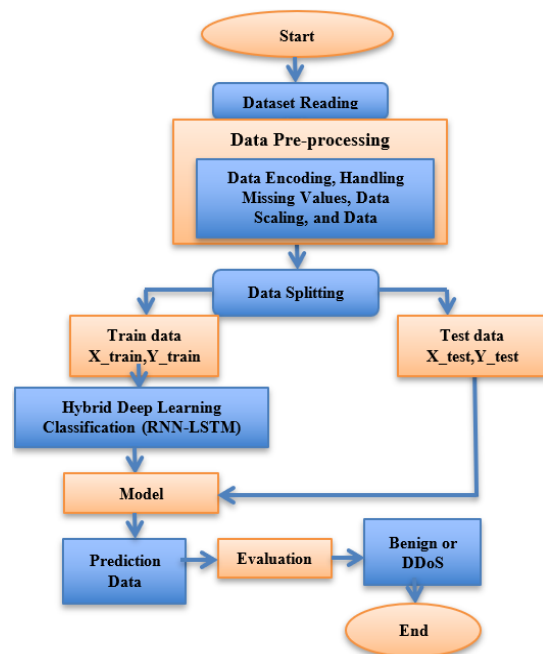 Start
Dataset Reading
Data Pre-processing
Data Encoding, Handling
Missing Values, Data
Scaling, and Data
Data Splitting
Train data
X_train,Y_train
Test data
X_test,Y_test
Hybrid Deep Learning
Classification (RNN-LSTM)
Model
Prediction
Data
Evaluation
Benign or
DDoS
End